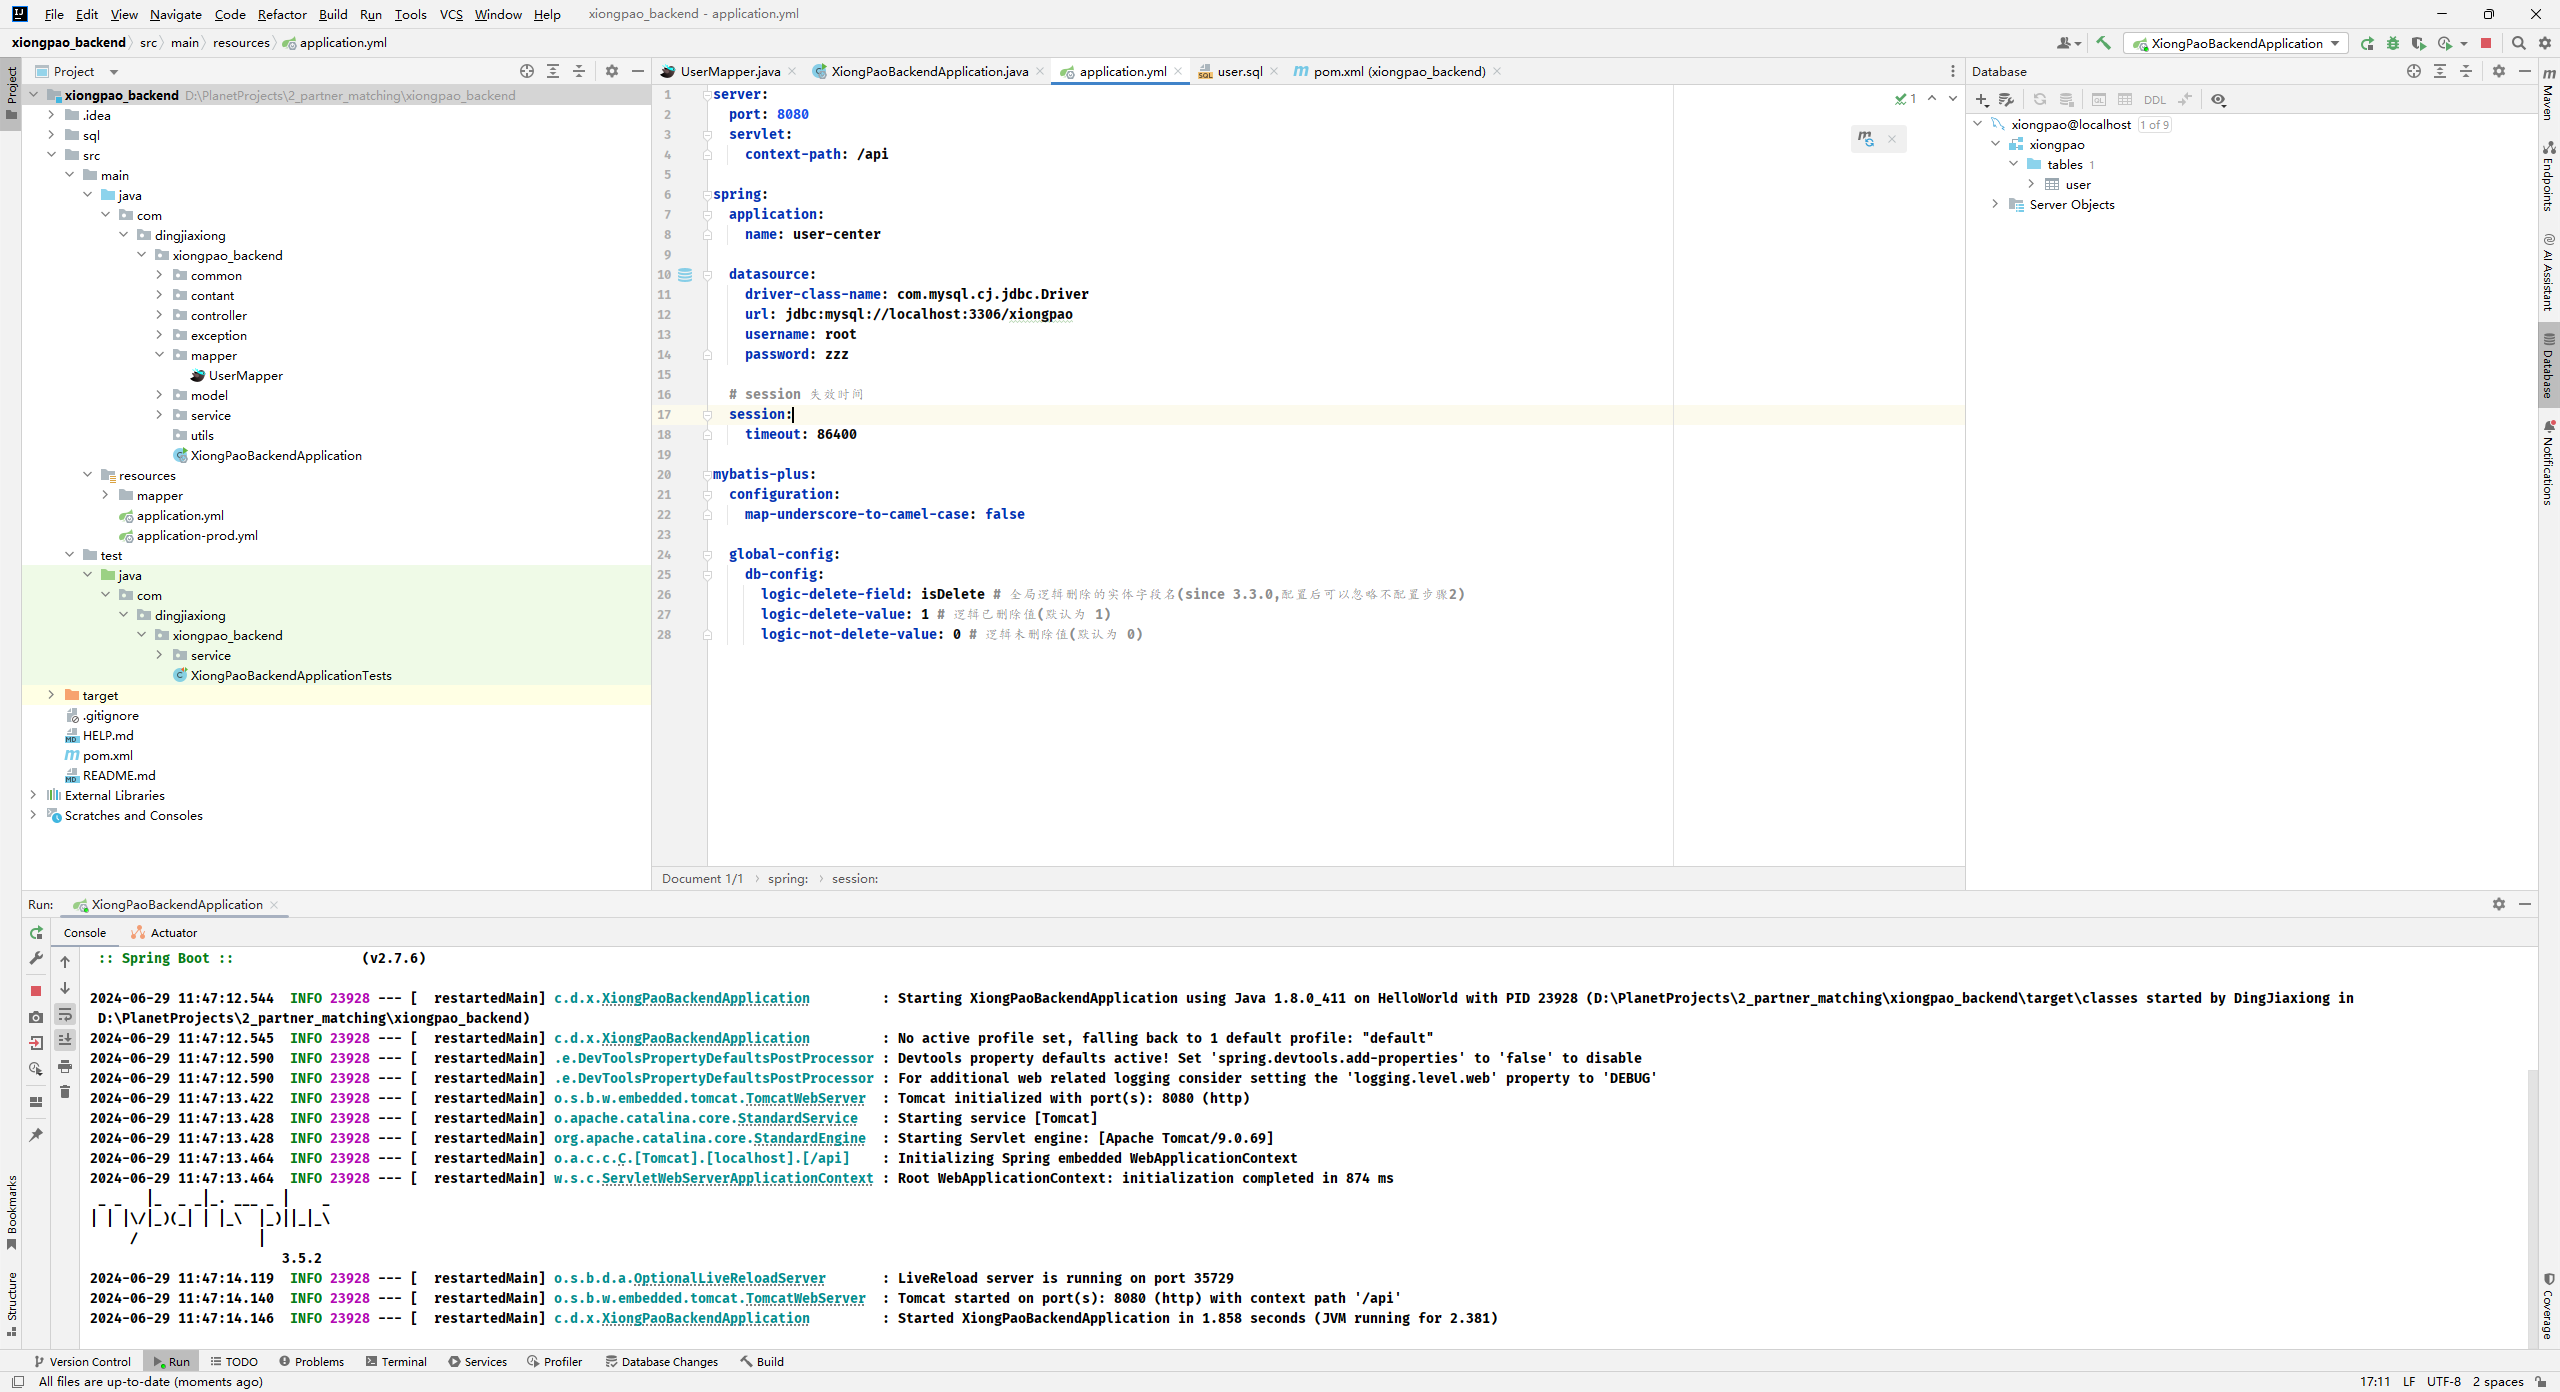 File Edit View Navigate Code Refactor Build Run Tools VCS Window Help xiongpao_backend - application.yml
xiongpao_backend src main resources application.yml
XiongPaoBackendApplication
Project
UserMapper.java XiongPaoBackendApplication.java application.yml user.sql pom.xml (xiongpao_backend)
Database
xiongpao_backend D:\PlanetProjects\2_partner_matching\xiongpao_backend
.idea
sql
src
main
java
com
dingjiaxiong
xiongpao_backend
common
contant
controller
exception
mapper
UserMapper
model
service
utils
XiongPaoBackendApplication
resources
mapper
application.yml
application-prod.yml
test
java
com
dingjiaxiong
xiongpao_backend
service
XiongPaoBackendApplicationTests
target
.gitignore
HELP.md
pom.xml
README.md
External Libraries
Scratches and Consoles
1 server:
2 port: 8080
3 servlet:
4 context-path: /api
5
6 spring:
7 application:
8 name: user-center
9
10 datasource:
11 driver-class-name: com.mysql.cj.jdbc.Driver
12 url: jdbc:mysql://localhost:3306/xiongpao
13 username: root
14 password: zzz
15
16 # session 失效时间
17 session:
18 timeout: 86400
19
20 mybatis-plus:
21 configuration:
22 map-underscore-to-camel-case: false
23
24 global-config:
25 db-config:
26 logic-delete-field: isDelete # 全局逻辑删除的实体字段名(since 3.3.0,配置后可以忽略不配置步骤2)
27 logic-delete-value: 1 # 逻辑已删除值(默认为 1)
28 logic-not-delete-value: 0 # 逻辑未删除值(默认为 0)
1
Document 1/1 spring: session:
DDL
xiongpao@localhost 1 of 9
xiongpao
tables 1
user
Server Objects
Project
Bookmarks
Structure
Maven
Endpoints
AI Assistant
Database
Notifications
Coverage
Run: XiongPaoBackendApplication
Console Actuator
:: Spring Boot :: (v2.7.6)
2024-06-29 11:47:12.544 INFO 23928 --- [ restartedMain] c.d.x.XiongPaoBackendApplication : Starting XiongPaoBackendApplication using Java 1.8.0_411 on HelloWorld with PID 23928 (D:\PlanetProjects\2_partner_matching\xiongpao_backend\target\classes started by DingJiaxiong in
D:\PlanetProjects\2_partner_matching\xiongpao_backend)
2024-06-29 11:47:12.545 INFO 23928 --- [ restartedMain] c.d.x.XiongPaoBackendApplication : No active profile set, falling back to 1 default profile: "default"
2024-06-29 11:47:12.590 INFO 23928 --- [ restartedMain] .e.DevToolsPropertyDefaultsPostProcessor : Devtools property defaults active! Set 'spring.devtools.add-properties' to 'false' to disable
2024-06-29 11:47:12.590 INFO 23928 --- [ restartedMain] .e.DevToolsPropertyDefaultsPostProcessor : For additional web related logging consider setting the 'logging.level.web' property to 'DEBUG'
2024-06-29 11:47:13.422 INFO 23928 --- [ restartedMain] o.s.b.w.embedded.tomcat.TomcatWebServer : Tomcat initialized with port(s): 8080 (http)
2024-06-29 11:47:13.428 INFO 23928 --- [ restartedMain] o.apache.catalina.core.StandardService : Starting service [Tomcat]
2024-06-29 11:47:13.428 INFO 23928 --- [ restartedMain] org.apache.catalina.core.StandardEngine : Starting Servlet engine: [Apache Tomcat/9.0.69]
2024-06-29 11:47:13.464 INFO 23928 --- [ restartedMain] o.a.c.c.C.[Tomcat].[localhost].[/api] : Initializing Spring embedded WebApplicationContext
2024-06-29 11:47:13.464 INFO 23928 --- [ restartedMain] w.s.c.ServletWebServerApplicationContext : Root WebApplicationContext: initialization completed in 874 ms
 _ _   |_  _ _|_. ___ _ |    _
| | |\/|_)(_| | |_\  |_)||_|_\
     /               |
3.5.2
2024-06-29 11:47:14.119 INFO 23928 --- [ restartedMain] o.s.b.d.a.OptionalLiveReloadServer : LiveReload server is running on port 35729
2024-06-29 11:47:14.140 INFO 23928 --- [ restartedMain] o.s.b.w.embedded.tomcat.TomcatWebServer : Tomcat started on port(s): 8080 (http) with context path '/api'
2024-06-29 11:47:14.146 INFO 23928 --- [ restartedMain] c.d.x.XiongPaoBackendApplication : Started XiongPaoBackendApplication in 1.858 seconds (JVM running for 2.381)
Version Control Run TODO Problems Terminal Services Profiler Database Changes Build
All files are up-to-date (moments ago) 17:11 LF UTF-8 2 spaces